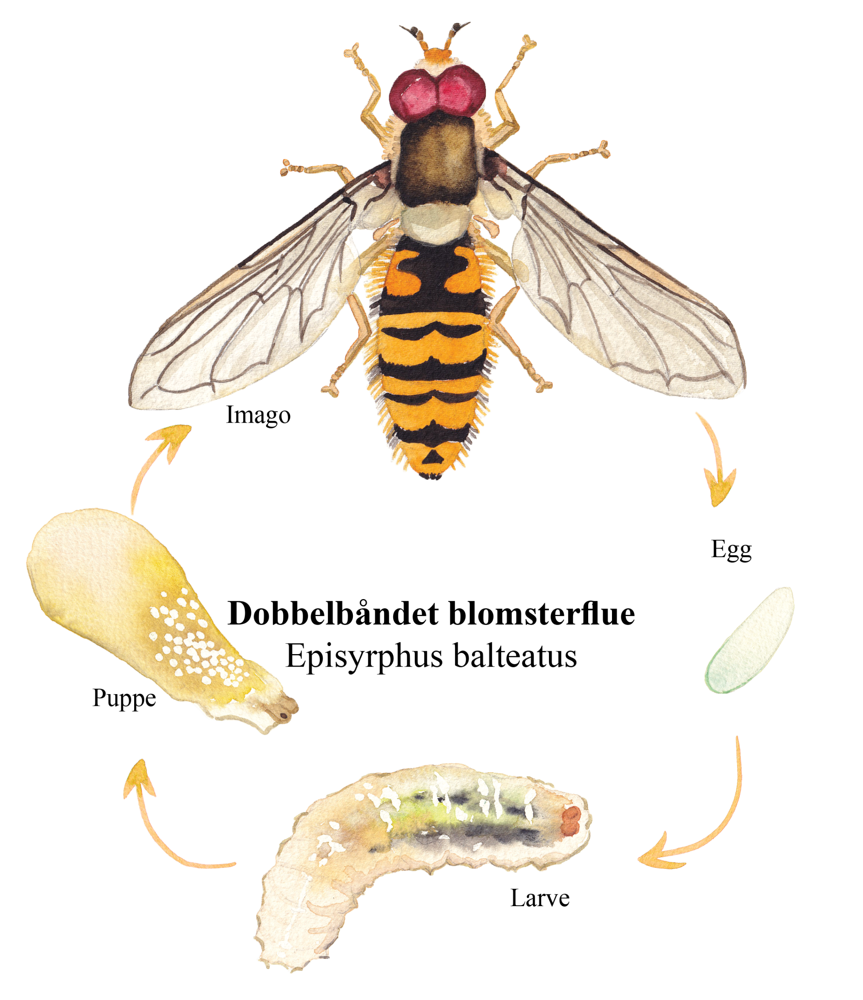 Imago
Egg
Dobbelbåndet blomsterflue
Episyrphus balteatus
Puppe
Larve